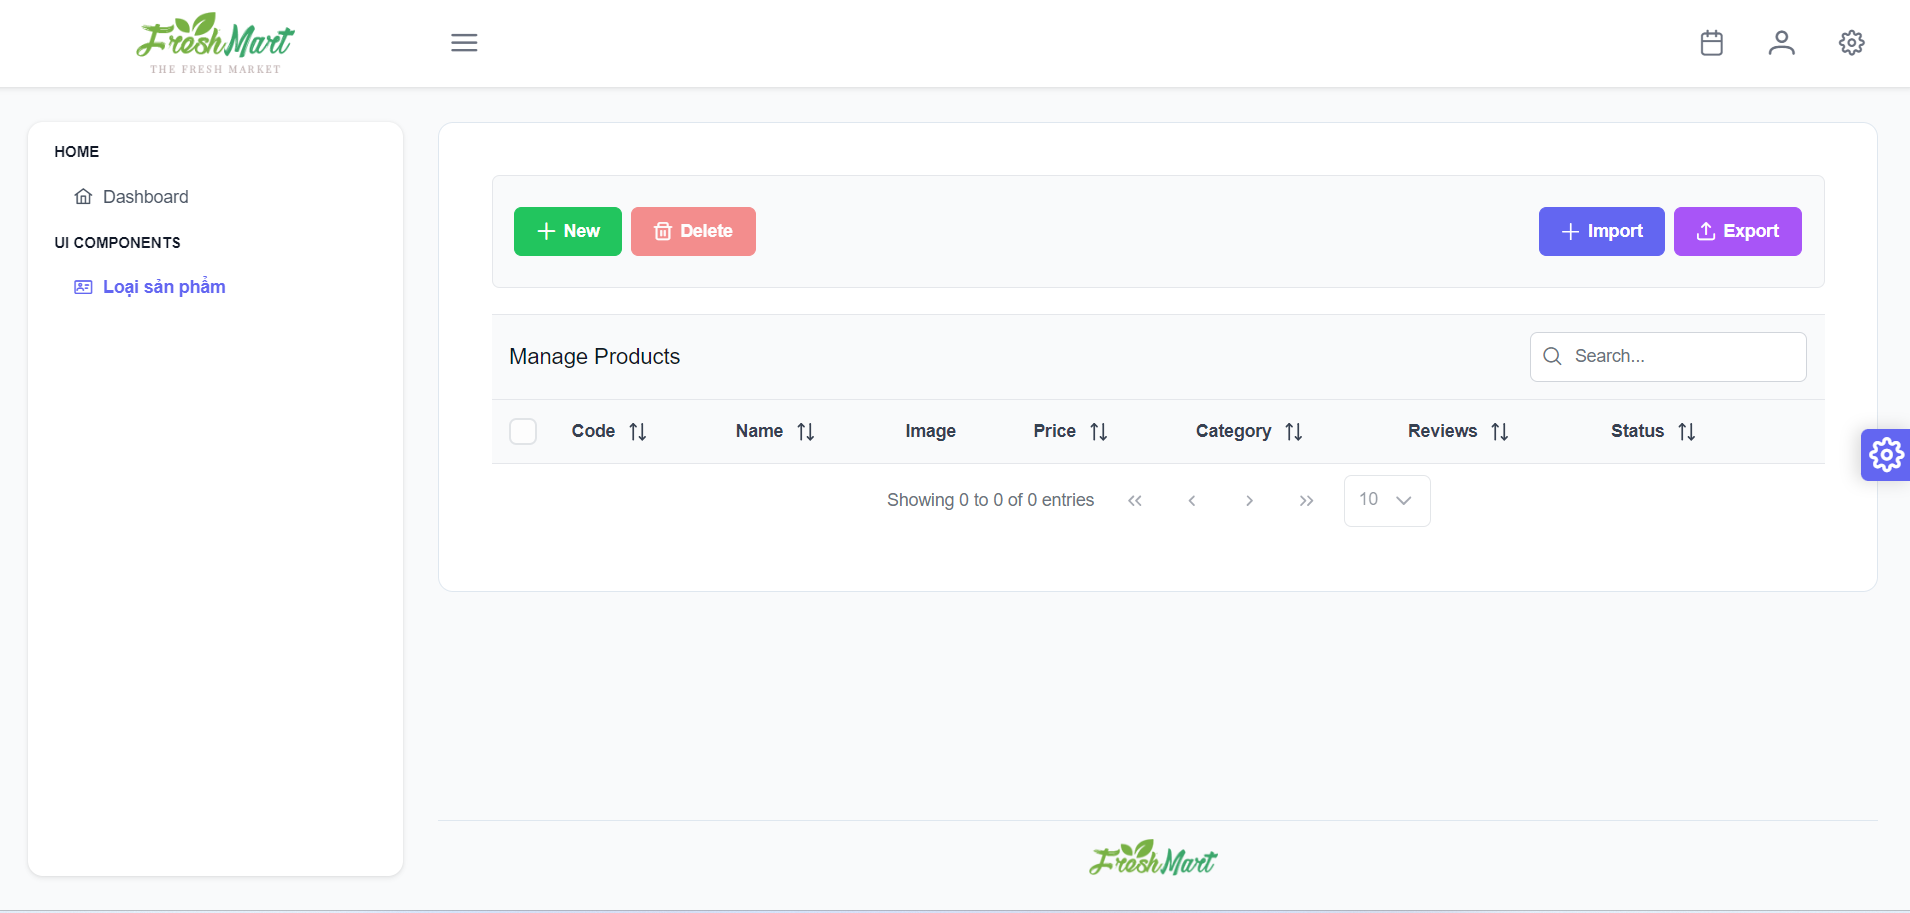 FreshMart
THE FRESH MARKET
HOME
Dashboard
UI COMPONENTS
Loại sản phẩm
New Delete Import Export
Manage Products Search...
Code Name Image Price Category Reviews Status
Showing 0 to 0 of 0 entries 10
FreshMart